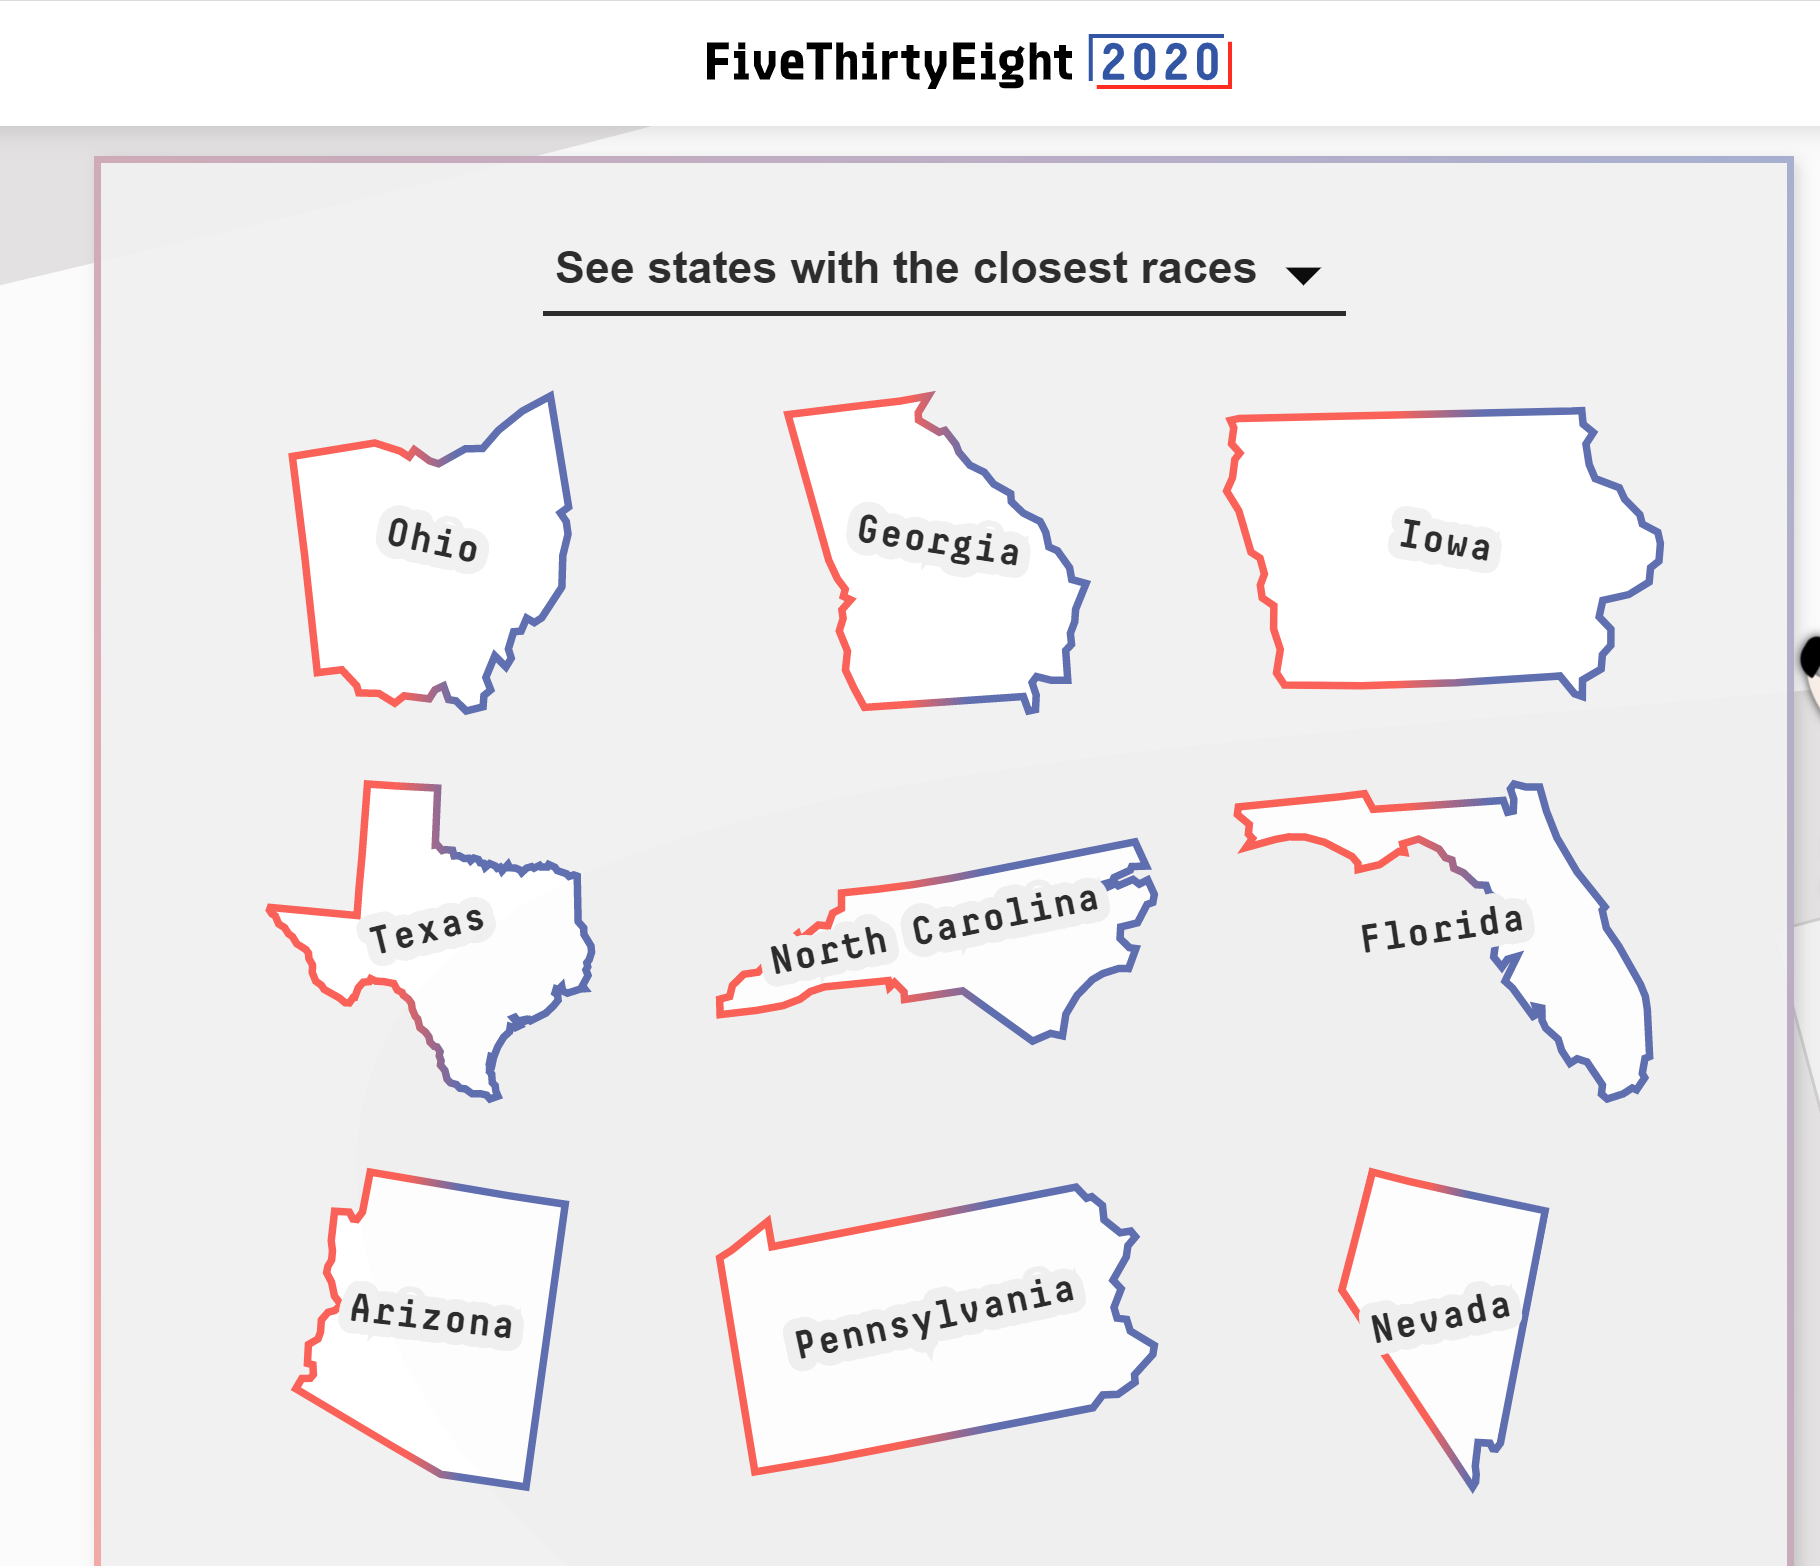 FiveThirtyEight 2020
See states with the closest races
Ohio
Georgia
Iowa
Texas
North Carolina
Florida
Arizona
Pennsylvania
Nevada